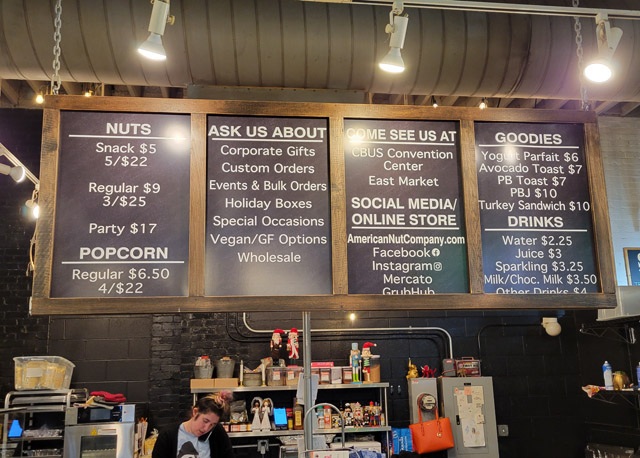 NUTS
Snack $5
5/$22
Regular $9
3/$25
Party $17
POPCORN
Regular $6.50
4/$22
ASK US ABOUT
Corporate Gifts
Custom Orders
Events & Bulk Orders
Holiday Boxes
Special Occasions
Vegan/GF Options
Wholesale
COME SEE US AT
CBUS Convention
Center
East Market
SOCIAL MEDIA/
ONLINE STORE
AmericanNutCompany.com
Facebook
Instagram
Mercato
GrubHub
GOODIES
Yogurt Parfait $6
Avocado Toast $7
PB Toast $7
PBJ $10
Turkey Sandwich $10
DRINKS
Water $2.25
Juice $3
Sparkling $3.25
Milk/Choc. Milk $3.50
Other Drinks $4